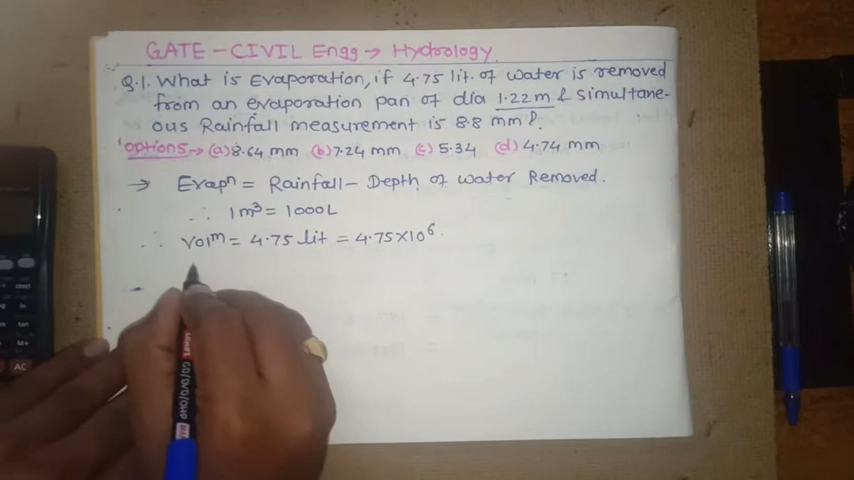 GATE-CIVIL Engg → Hydrology
Q.1. What is Evaporation, if 4.75 lit. of water is removed
from an evaporation pan of dia 1.22m & simultane-
ous Rainfall measurement is 8.8 mm?
options→ (a) 8.64 mm (b) 7.24 mm (c) 5.34 (d) 4.74 mm
→ Evapⁿ = Rainfall - Depth of water Removed.
∴ 1m³ = 1000L
∴ volᵐ = 4.75 lit = 4.75×10⁶
AC